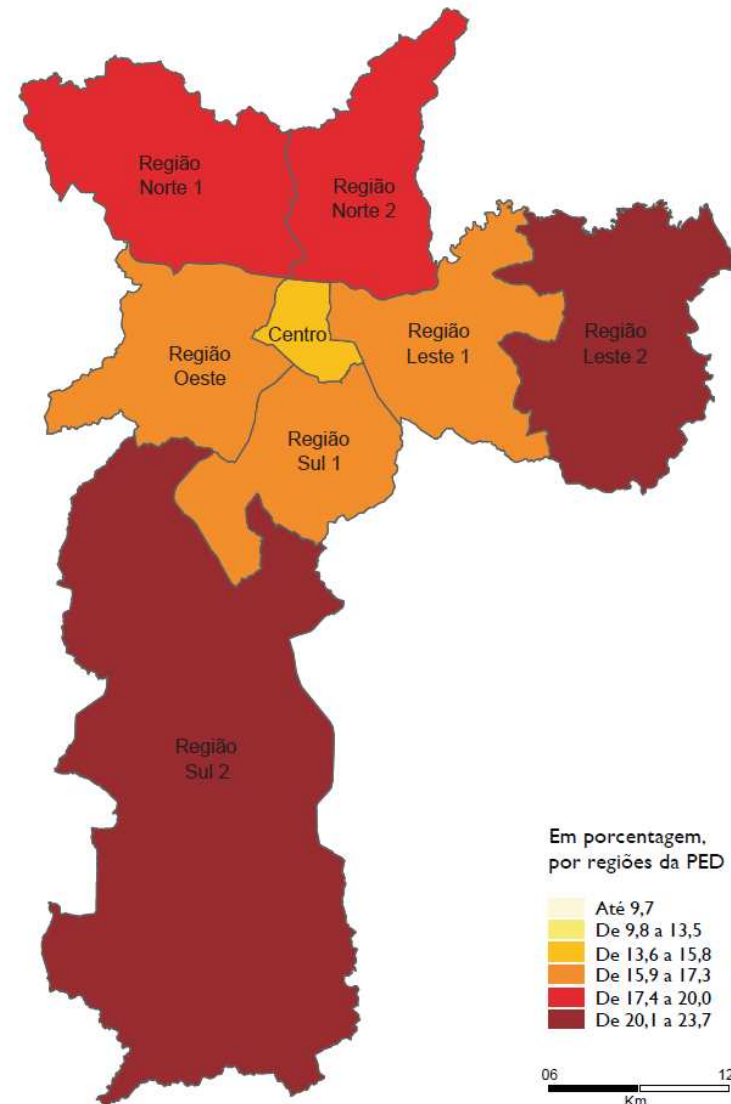 Região
Norte 1
Região
Norte 2
Centro
Região
Oeste
Região
Leste 1
Região
Leste 2
Região
Sul 1
Região
Sul 2
Em porcentagem,
por regiões da PED
Até 9,7
De 9,8 a 13,5
De 13,6 a 15,8
De 15,9 a 17,3
De 17,4 a 20,0
De 20,1 a 23,7
06 12
Km